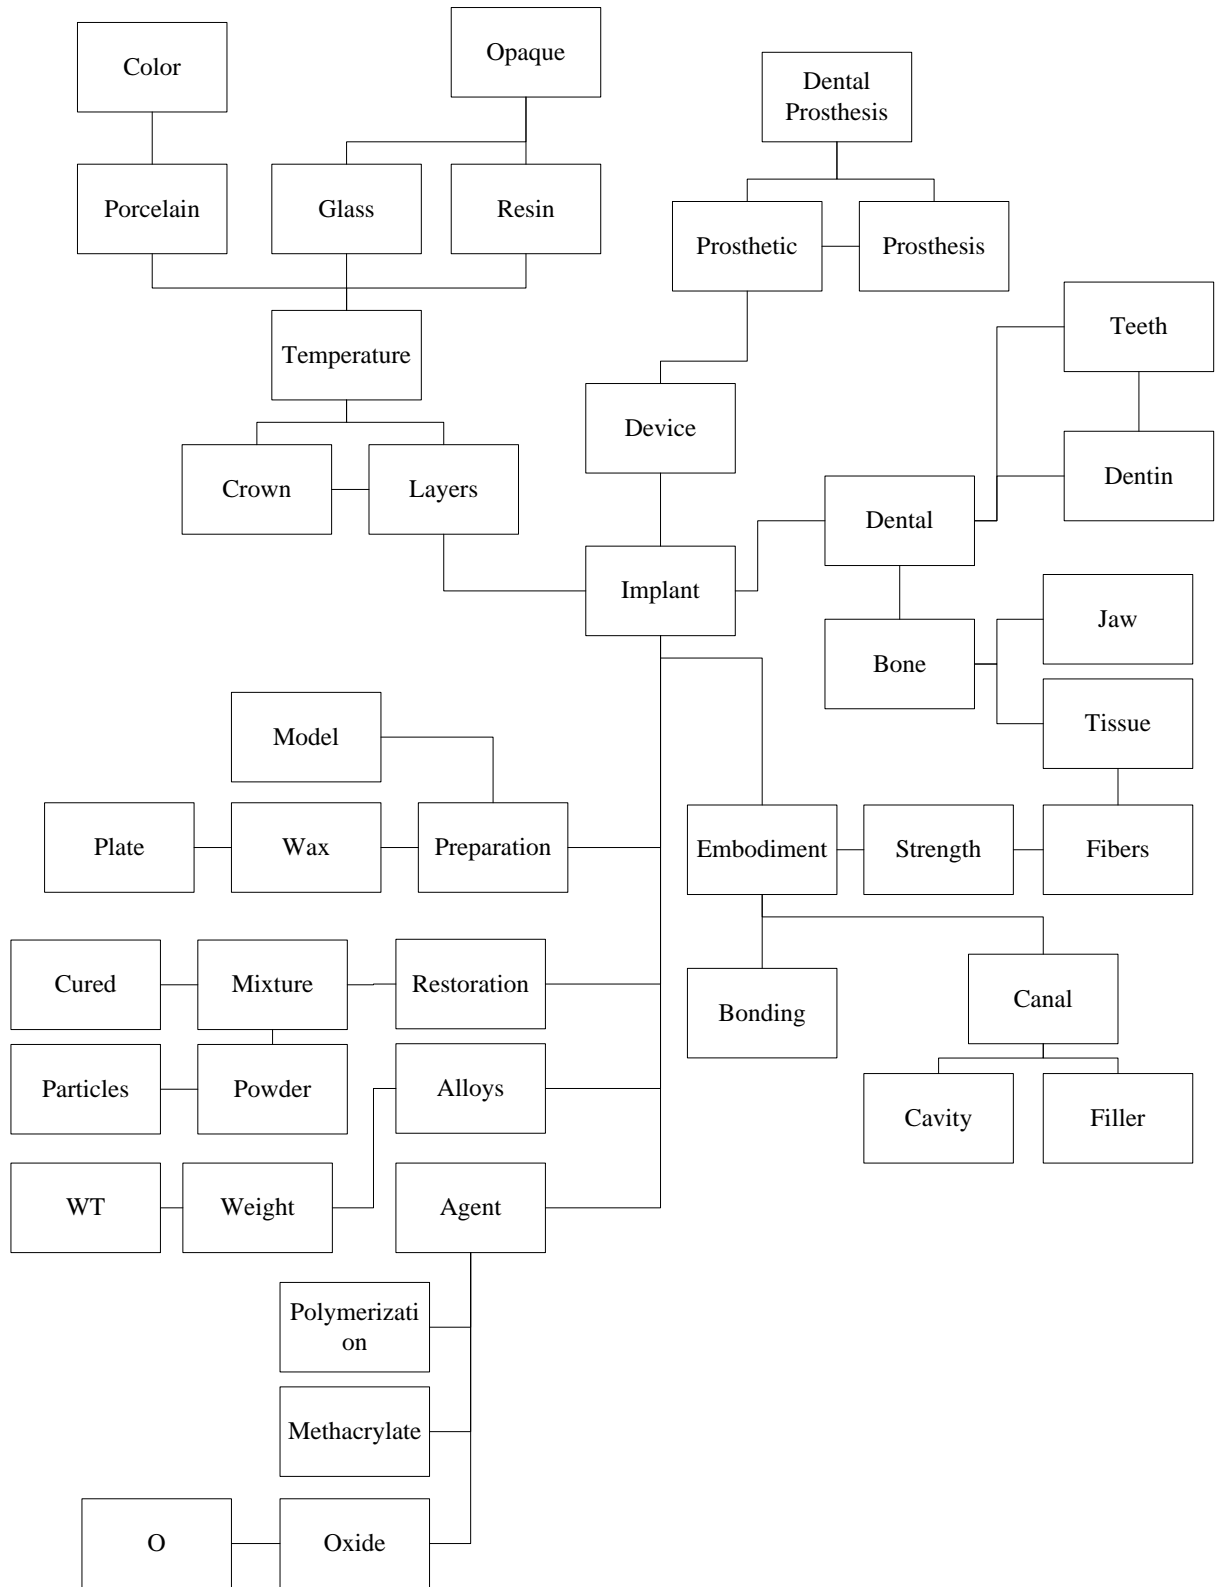 Color
Opaque
Dental
Prosthesis
Porcelain
Glass
Resin
Prosthetic
Prosthesis
Temperature
Teeth
Device
Crown
Layers
Dental
Dentin
Implant
Jaw
Bone
Model
Tissue
Plate
Wax
Preparation
Embodiment
Strength
Fibers
Cured
Mixture
Restoration
Bonding
Canal
Particles
Powder
Alloys
Cavity
Filler
WT
Weight
Agent
Polymerizati
on
Methacrylate
O
Oxide